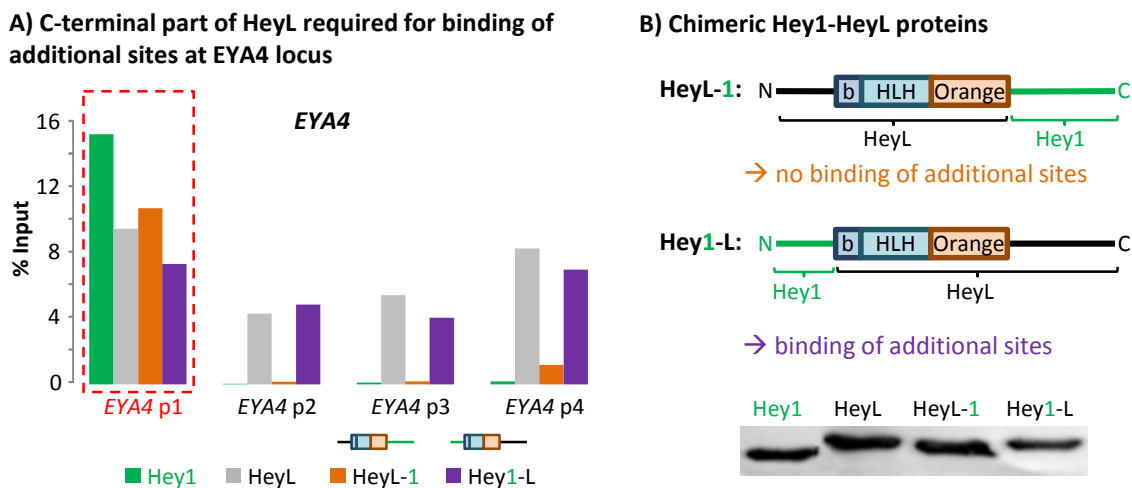 A) C-terminal part of HeyL required for binding of
additional sites at EYA4 locus
EYA4
% Input
16
12
8
4
0
EYA4 p1
EYA4 p2
EYA4 p3
EYA4 p4
Hey1
HeyL
HeyL-1
Hey1-L
B) Chimeric Hey1-HeyL proteins
HeyL-1: N b HLH Orange C
HeyL Hey1
→ no binding of additional sites
Hey1-L: N b HLH Orange C
Hey1 HeyL
→ binding of additional sites
Hey1 HeyL HeyL-1 Hey1-L